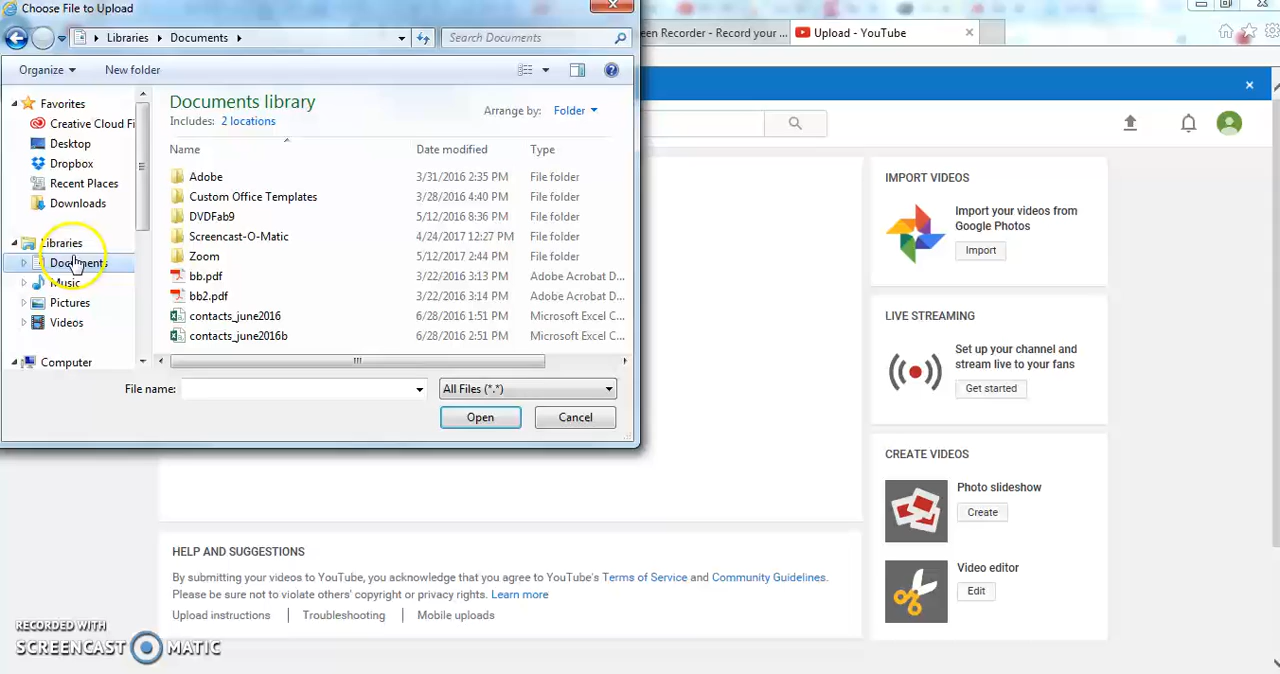 Choose File to Upload
Libraries Documents
Search Documents
een Recorder - Record your ...
Upload - YouTube
Organize New folder
Favorites
Creative Cloud Fi
Desktop
Dropbox
Recent Places
Downloads
Libraries
Documents
Music
Pictures
Videos
Computer
Documents library
Includes: 2 locations
Arrange by: Folder
Name Date modified Type
Adobe 3/31/2016 2:35 PM File folder
Custom Office Templates 3/28/2016 4:40 PM File folder
DVDFab9 5/12/2016 8:36 PM File folder
Screencast-O-Matic 4/24/2017 12:27 PM File folder
Zoom 5/12/2017 2:44 PM File folder
bb.pdf 3/22/2016 3:13 PM Adobe Acrobat D...
bb2.pdf 3/22/2016 3:14 PM Adobe Acrobat D...
contacts_june2016 6/28/2016 1:51 PM Microsoft Excel C...
contacts_june2016b 6/28/2016 2:51 PM Microsoft Excel C...
File name: All Files (*.*)
Open Cancel
IMPORT VIDEOS
Import your videos from
Google Photos
Import
LIVE STREAMING
Set up your channel and
stream live to your fans
Get started
CREATE VIDEOS
Photo slideshow
Create
Video editor
Edit
HELP AND SUGGESTIONS
By submitting your videos to YouTube, you acknowledge that you agree to YouTube's Terms of Service and Community Guidelines.
Please be sure not to violate others' copyright or privacy rights. Learn more
Upload instructions | Troubleshooting | Mobile uploads
RECORDED WITH
SCREENCAST MATIC